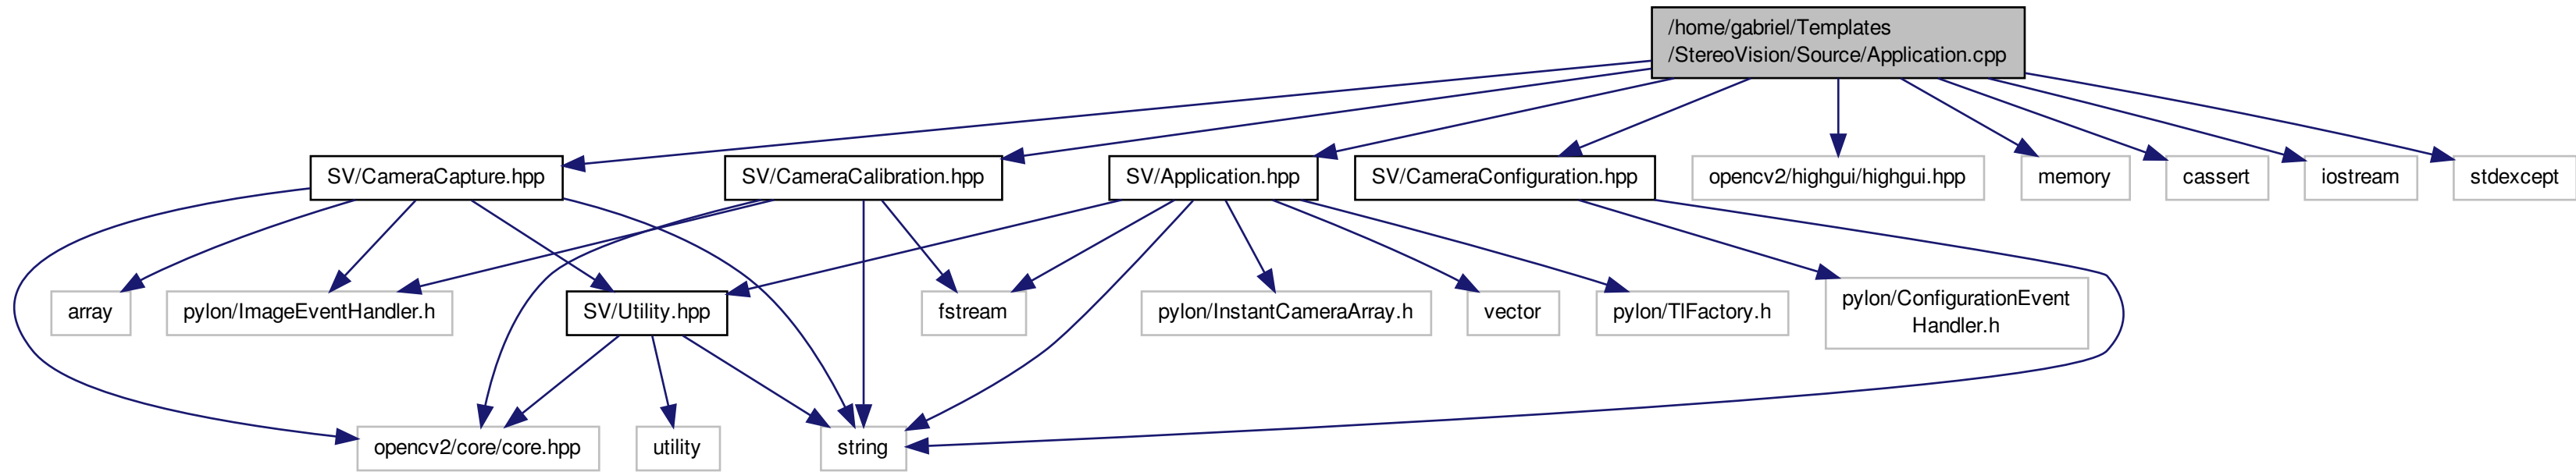 /home/gabriel/Templates
/StereoVision/Source/Application.cpp
SV/CameraCapture.hpp
SV/CameraCalibration.hpp
SV/Application.hpp
SV/CameraConfiguration.hpp
opencv2/highgui/highgui.hpp
memory
cassert
iostream
stdexcept
array
pylon/ImageEventHandler.h
SV/Utility.hpp
fstream
pylon/InstantCameraArray.h
vector
pylon/TlFactory.h
pylon/ConfigurationEvent
Handler.h
opencv2/core/core.hpp
utility
string